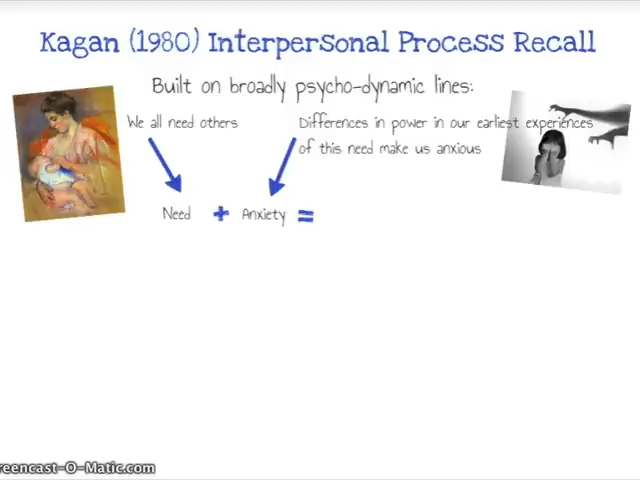 Kagan (1980) Interpersonal Process Recall
Built on broadly psycho-dynamic lines:
We all need others
Differences in power in our earliest experiences
of this need make us anxious
Need + Anxiety =
reencast-O-Matic.com